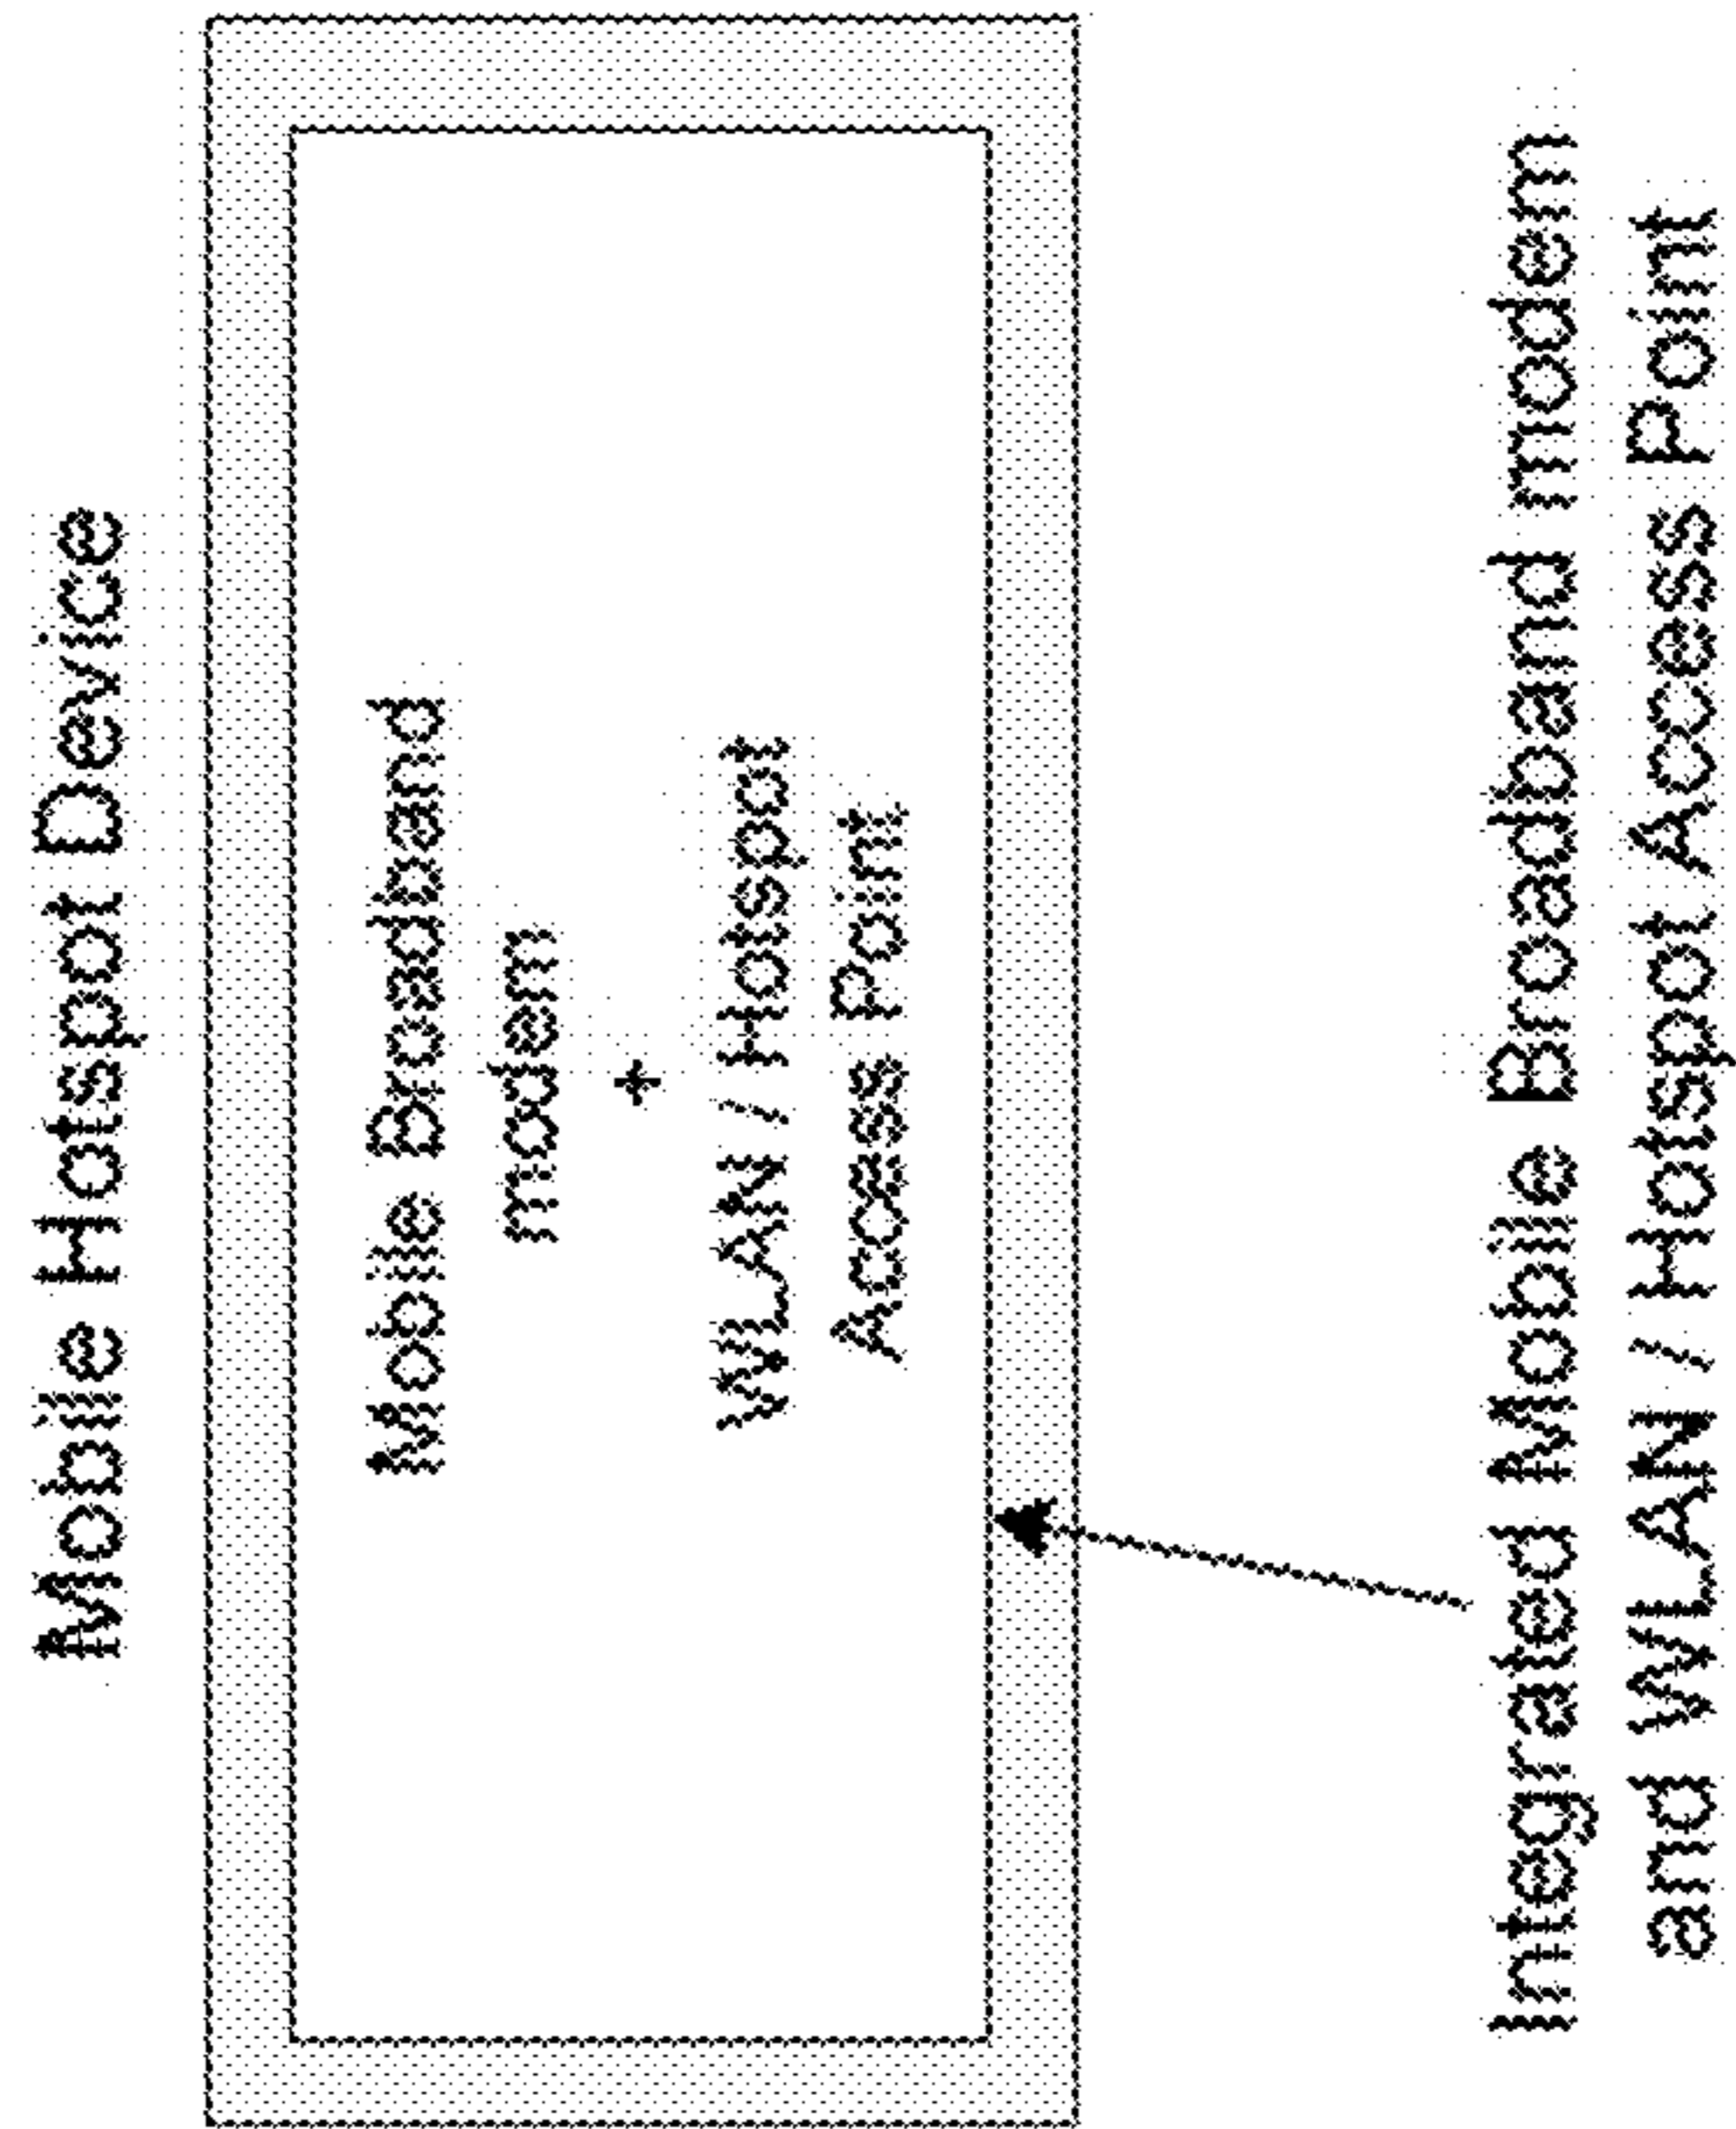 Mobile Hotspot Device
Mobile Broadband
modem
+
WLAN / Hotspot
Access Point
Integrated Mobile Broadband modem
and WLAN / Hotspot Access Point